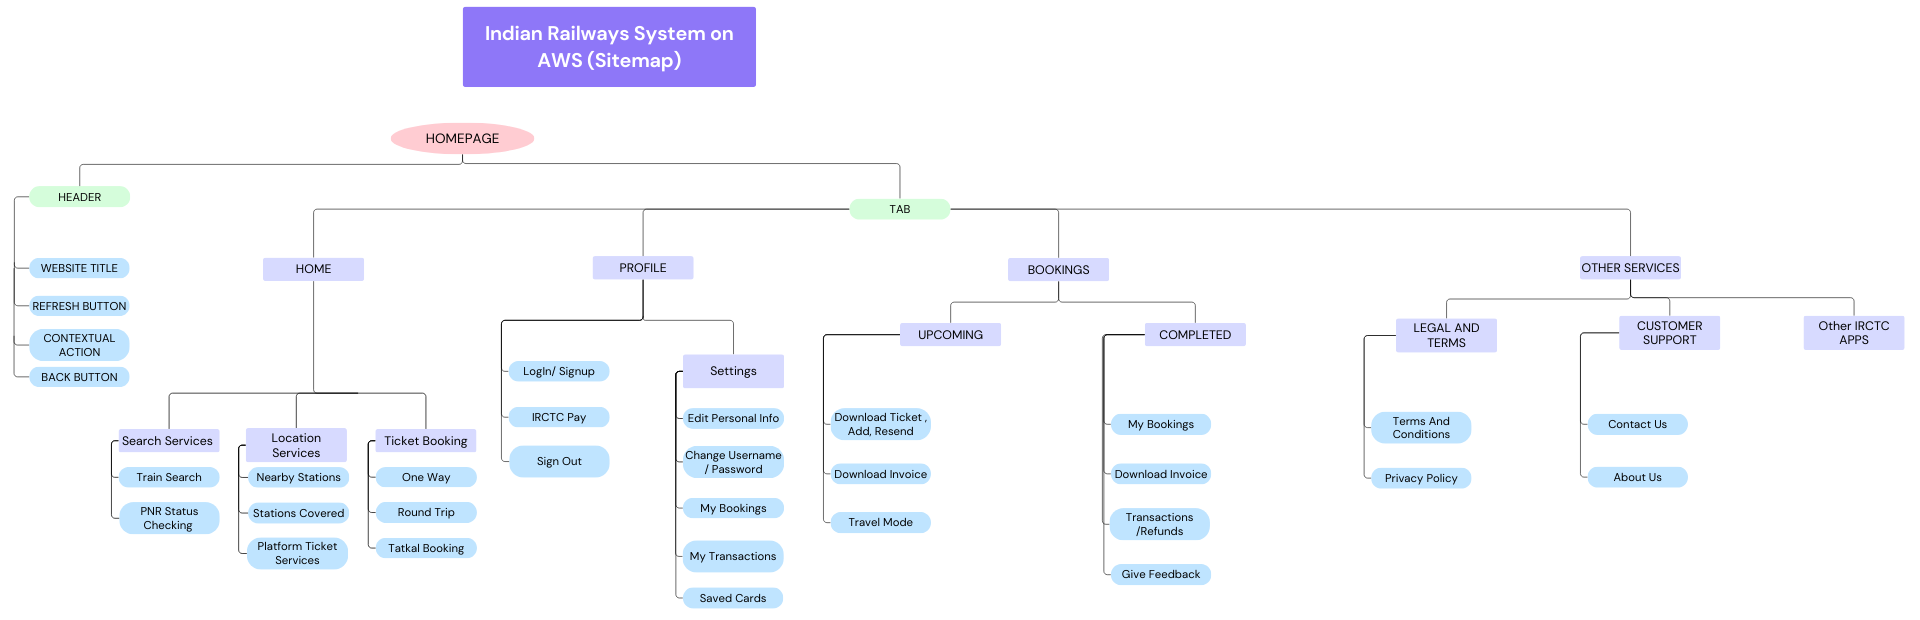 Indian Railways System on
AWS (Sitemap)
HOMEPAGE
HEADER
WEBSITE TITLE
REFRESH BUTTON
CONTEXTUAL
ACTION
BACK BUTTON
TAB
HOME
Search Services
Train Search
PNR Status
Checking
Location
Services
Nearby Stations
Stations Covered
Platform Ticket
Services
Ticket Booking
One Way
Round Trip
Tatkal Booking
PROFILE
LogIn/ Signup
IRCTC Pay
Sign Out
Settings
Edit Personal Info
Change Username
/ Password
My Bookings
My Transactions
Saved Cards
BOOKINGS
UPCOMING
Download Ticket ,
Add, Resend
Download Invoice
Travel Mode
COMPLETED
My Bookings
Download Invoice
Transactions
/Refunds
Give Feedback
OTHER SERVICES
LEGAL AND
TERMS
Terms And
Conditions
Privacy Policy
CUSTOMER
SUPPORT
Contact Us
About Us
Other IRCTC
APPS